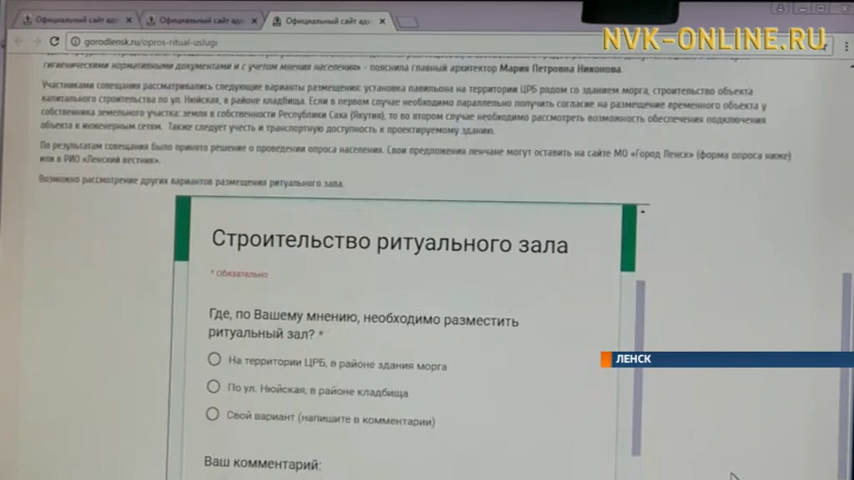 Официальный сайт адм
Официальный сайт адм
Официальный сайт адм
gorodlensk.ru/opros-ritual-uslugi
NVK-ONLINE.RU
гигиеническими нормативными документами и с учетом мнения населения» - пояснила главный архитектор Мария Петровна Никонова.
Участниками совещания рассматривались следующие варианты размещения: установка павильона на территории ЦРБ рядом со зданием морга, строительство объекта
капитального строительства по ул. Нюйская, в районе кладбища. Если в первом случае необходимо параллельно получить согласие на размещение временного объекта у
собственника земельного участка: земля в собственности Республики Саха (Якутия), то во втором случае необходимо рассмотреть возможность обеспечения подключения
объекта к инженерным сетям. Также следует учесть и транспортную доступность к проектируемому зданию.
По результатам совещания было принято решение о проведении опроса населения. Свои предложения ленчане могут оставить на сайте МО «Город Ленск» (форма опроса ниже)
или в РИО «Ленский вестник».
Возможно рассмотрение других вариантов размещения ритуального зала.
Строительство ритуального зала
* Обязательно
Где, по Вашему мнению, необходимо разместить
ритуальный зал? *
На территории ЦРБ, в районе здания морга
По ул. Нюйская, в районе кладбища
Свой вариант (напишите в комментарии)
Ваш комментарий:
ЛЕНСК